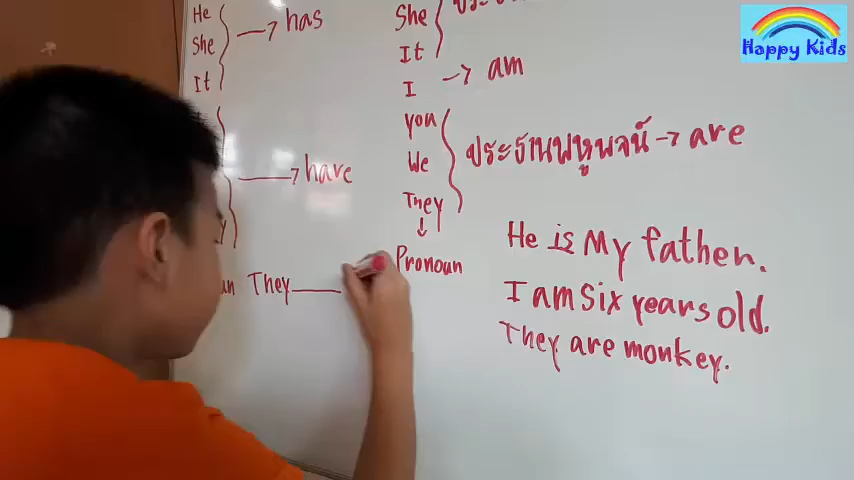 He
She
It
has
have
They
She
It
I
am
you
We
They
ประธานพหูพจน์
are
Pronoun
He is My fathen.
I am Six years old.
They are monkey.
Happy Kids